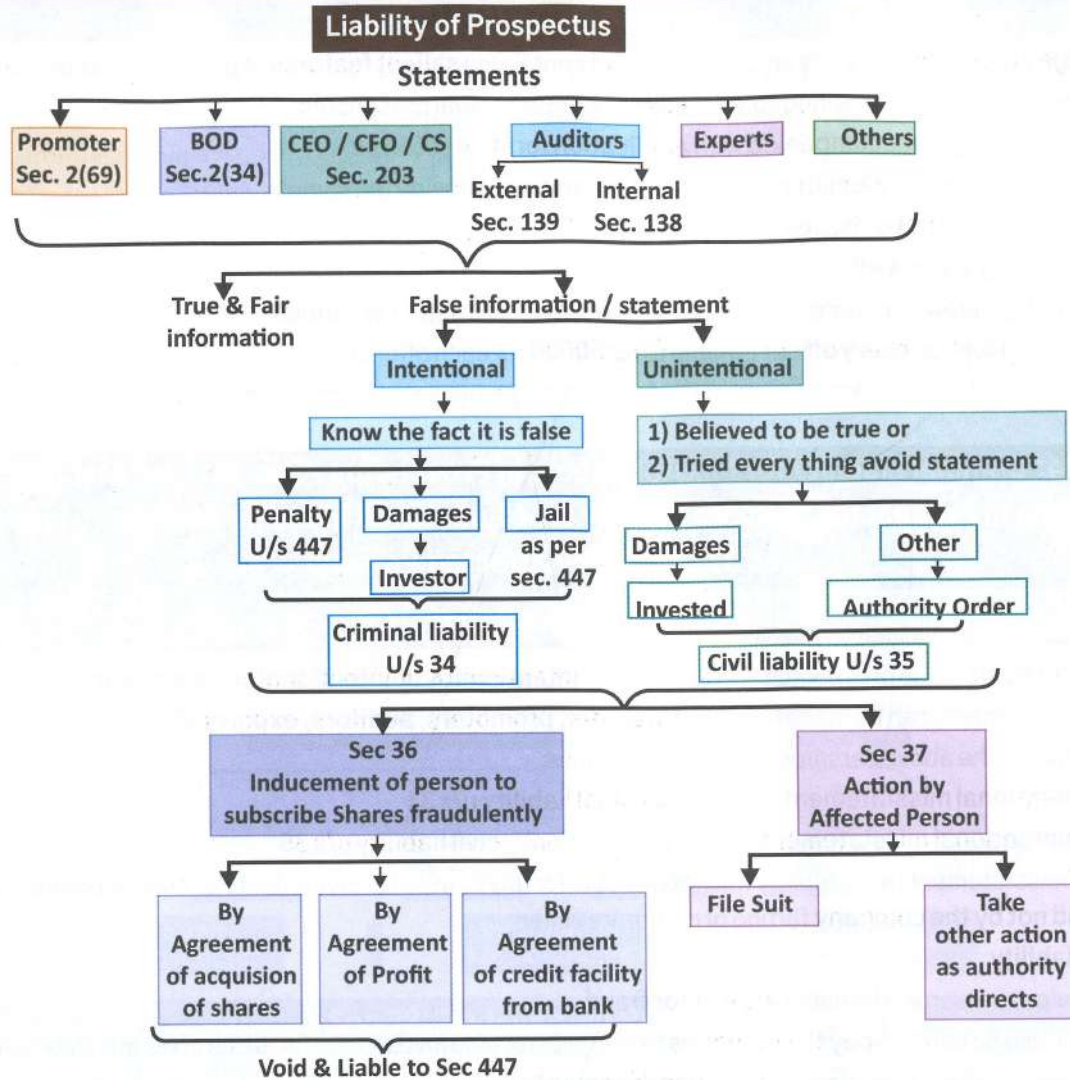 Liability of Prospectus
Statements
Promoter
Sec. 2(69)
BOD
Sec.2(34)
CEO / CFO / CS
Sec. 203
Auditors
Experts
Others
External
Sec. 139
Internal
Sec. 138
True & Fair
information
False information / statement
Intentional
Unintentional
Know the fact it is false
1) Believed to be true or
2) Tried every thing avoid statement
Penalty
U/s 447
Damages
Jail
as per
sec. 447
Investor
Damages
Other
Invested
Authority Order
Criminal liability
U/s 34
Civil liability U/s 35
Sec 36
Inducement of person to
subscribe Shares fraudulently
Sec 37
Action by
Affected Person
By
Agreement
of acquision
of shares
By
Agreement
of Profit
By
Agreement
of credit facility
from bank
File Suit
Take
other action
as authority
directs
Void & Liable to Sec 447